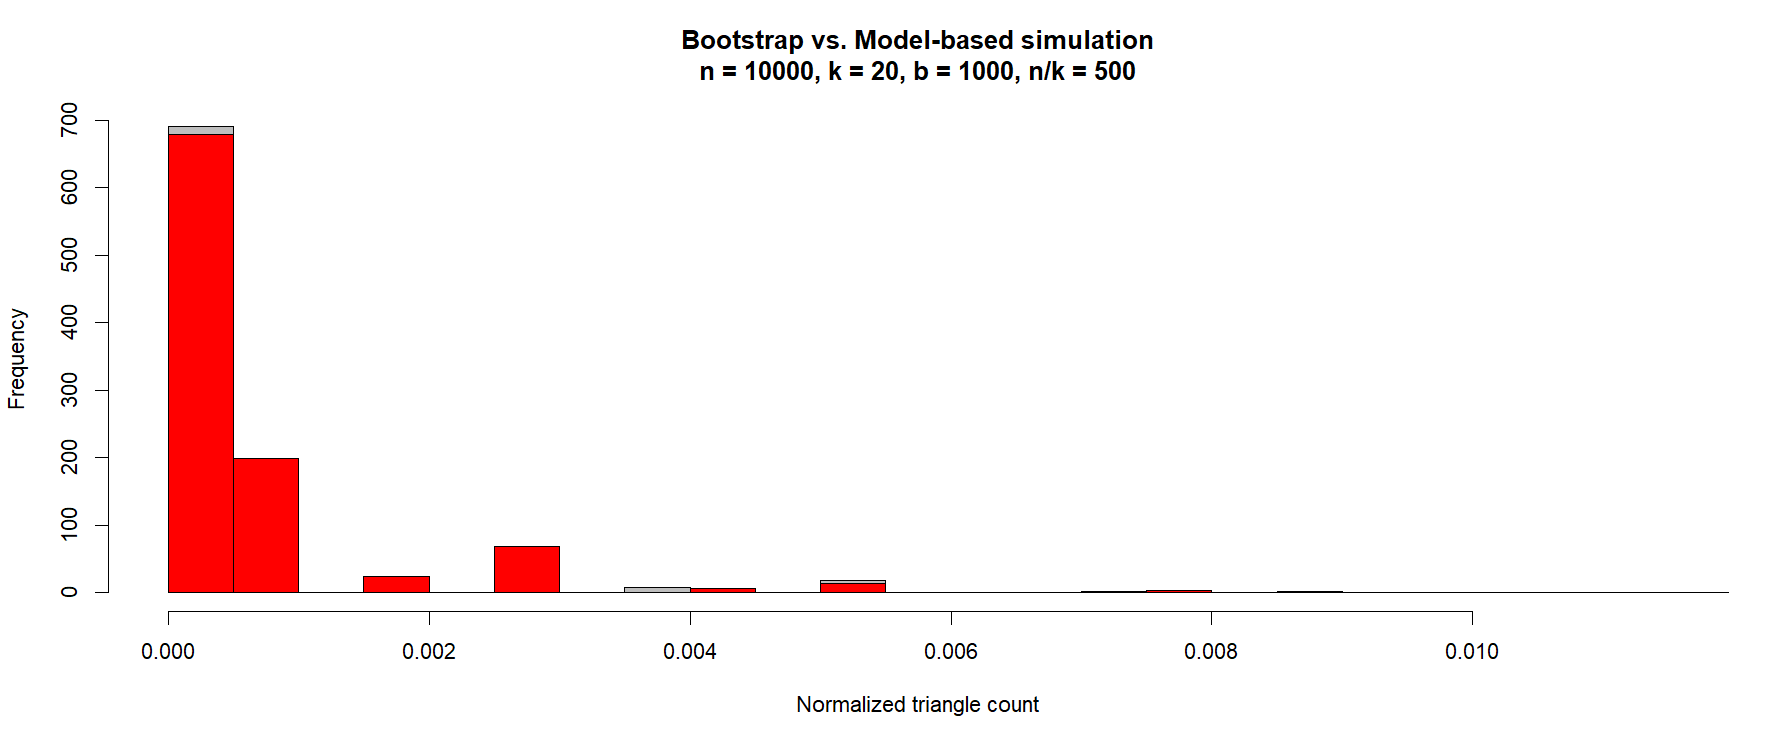 Bootstrap vs. Model-based simulation
n = 10000, k = 20, b = 1000, n/k = 500
Frequency
700
600
500
400
300
200
100
0
0.000 0.002 0.004 0.006 0.008 0.010
Normalized triangle count